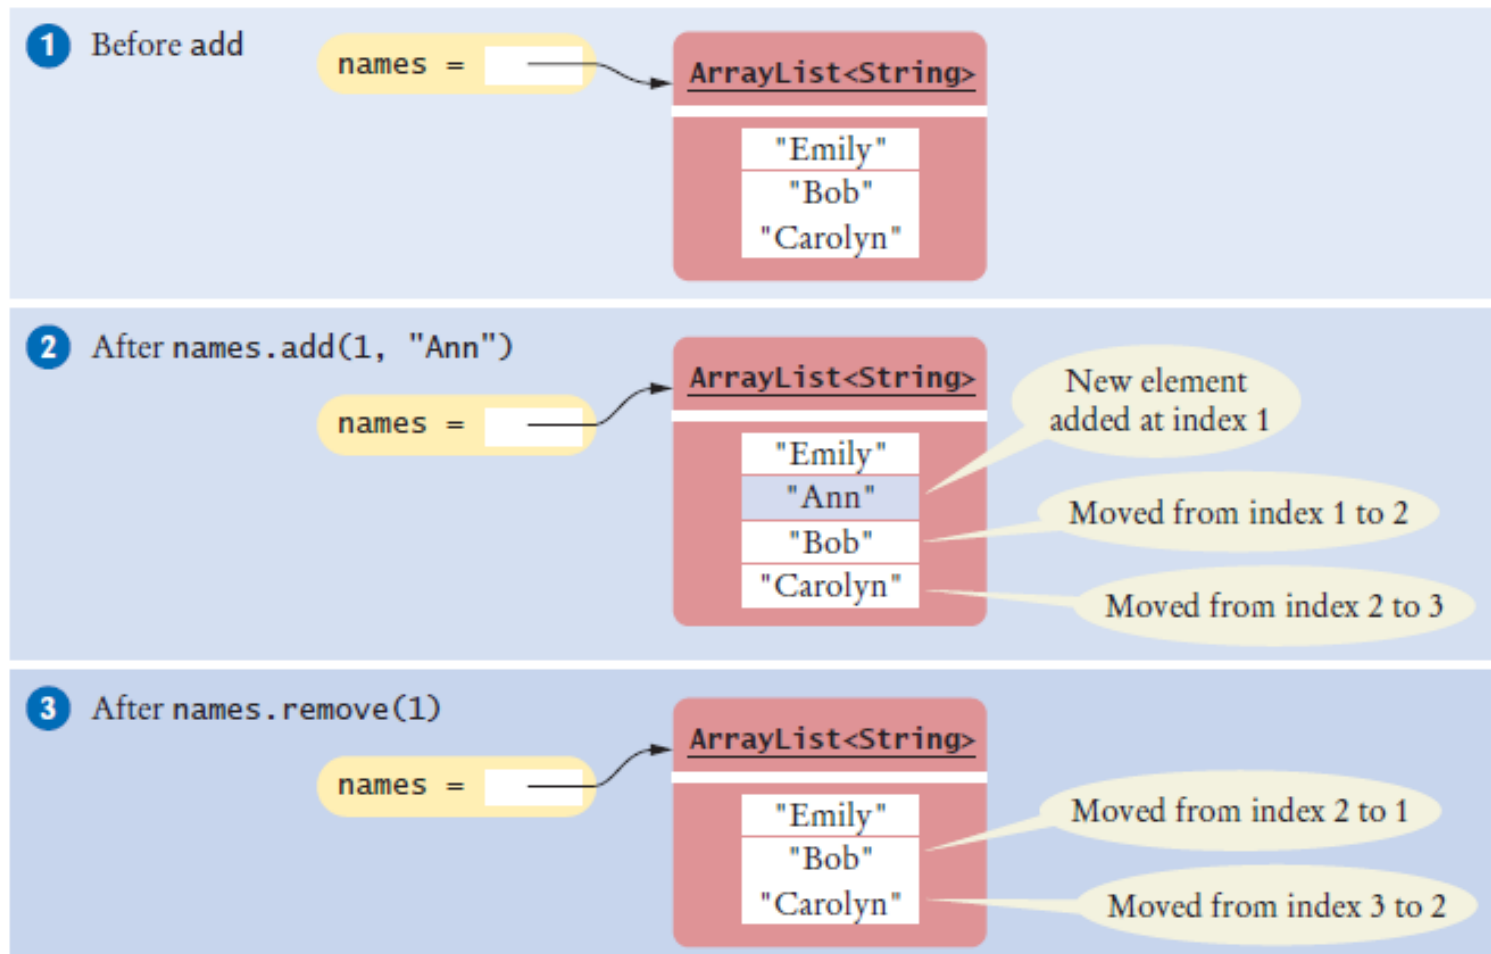 1 Before add
names =
ArrayList<String>
"Emily"
"Bob"
"Carolyn"
2 After names.add(1, "Ann")
names =
ArrayList<String>
"Emily"
"Ann"
"Bob"
"Carolyn"
New element
added at index 1
Moved from index 1 to 2
Moved from index 2 to 3
3 After names.remove(1)
names =
ArrayList<String>
"Emily"
"Bob"
"Carolyn"
Moved from index 2 to 1
Moved from index 3 to 2